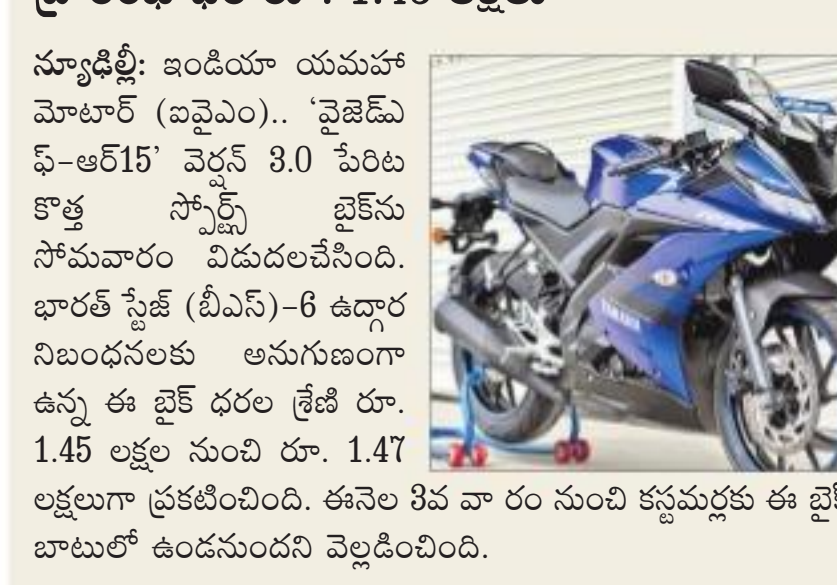 న్యూఢిల్లీ: ఇండియా యమహా
మోటార్ (ఐవైఎం).. ‘వైజెడ్ఎ
ఫ్-ఆర్15’ వెర్షన్ 3.0 పేరిట
కొత్త స్పోర్ట్స్ బైక్‌ను
సోమవారం విడుదలచేసింది.
భారత్ స్టేజ్ (బీఎస్)-6 ఉద్గార
నిబంధనలకు అనుగుణంగా
ఉన్న ఈ బైక్ ధరల శ్రేణి రూ.
1.45 లక్షల నుంచి రూ. 1.47
లక్షలుగా ప్రకటించింది. ఈనెల 3వ వా రం నుంచి కస్టమర్లకు ఈ బైక్
బాటులో ఉండనుందని వెల్లడించింది.
YAMAHA